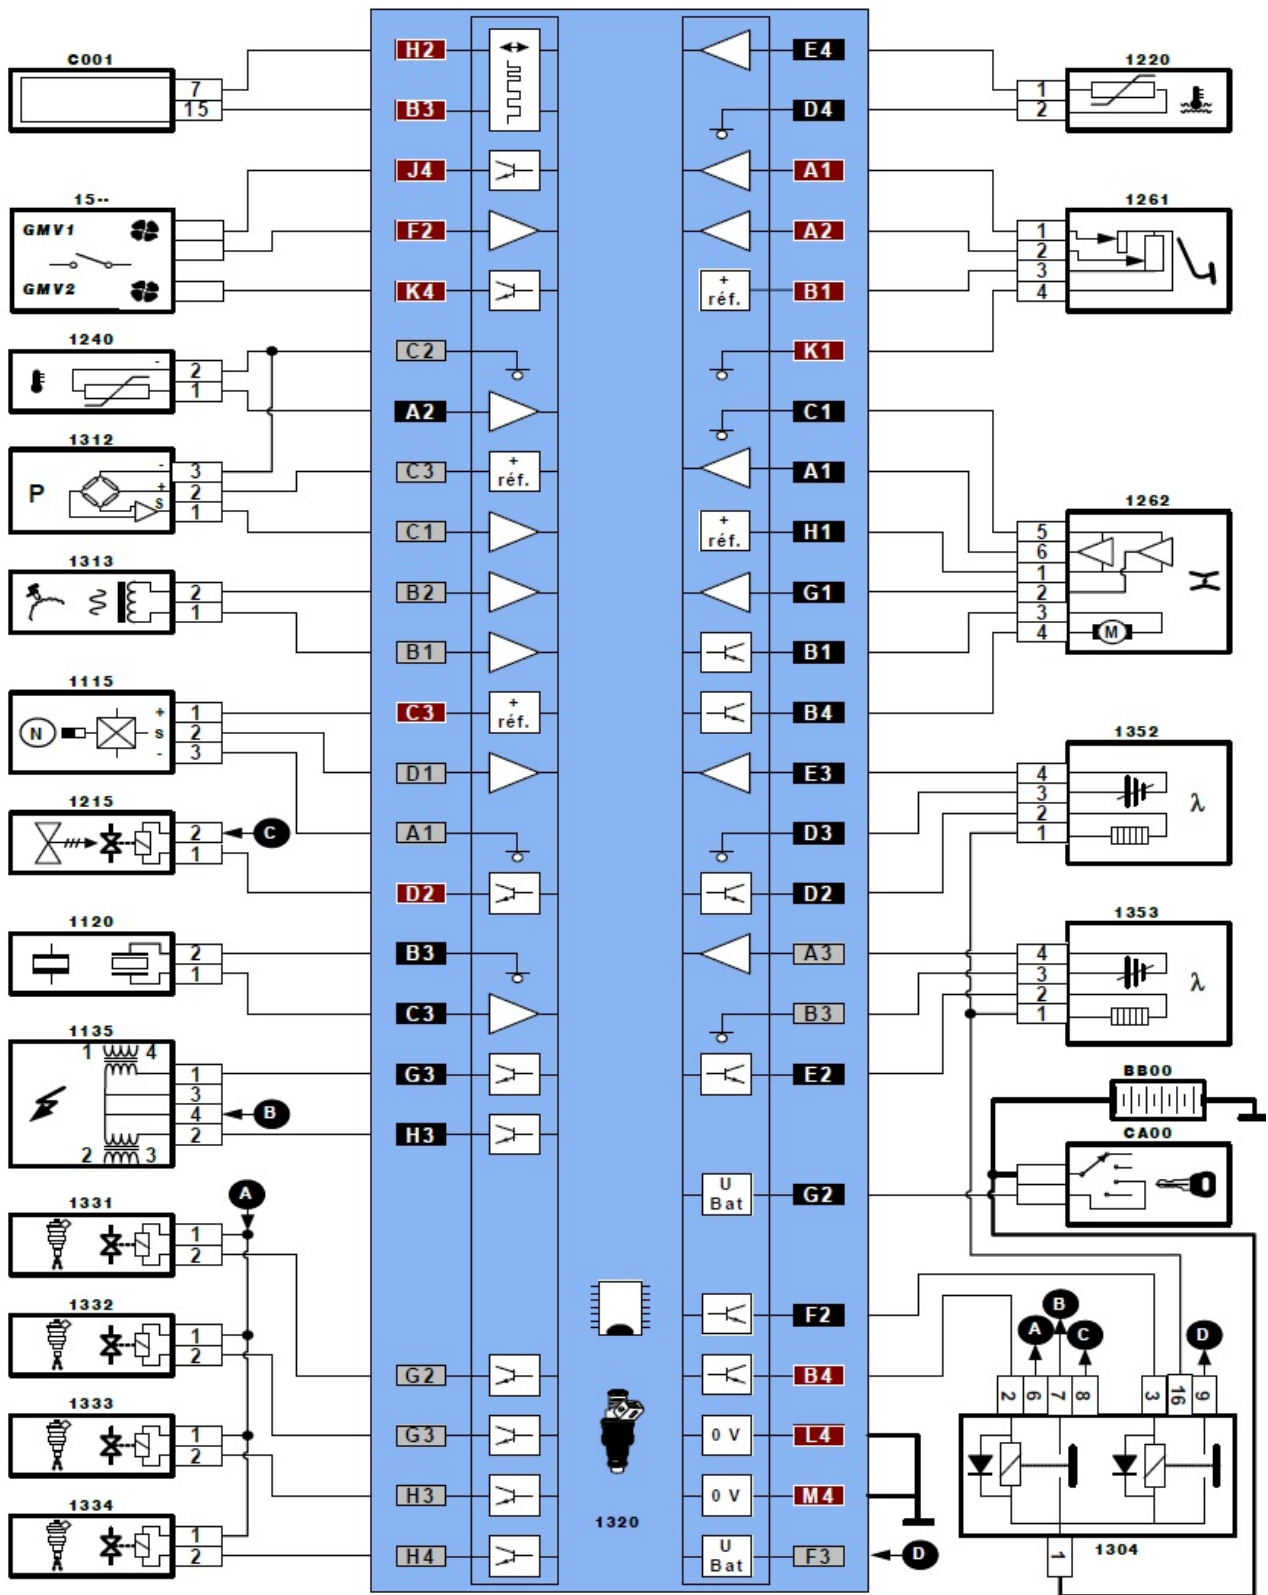 C001
7
15
H2
B3
E4
D4
1220
1
2
15--
GMV1
GMV2
J4
F2
K4
A1
A2
+
réf.
B1
K1
1261
1
2
3
4
1240
-
2
1
C2
A2
1312
P
-
+
S
3
2
1
C3
+
réf.
C1
C1
A1
+
réf.
H1
G1
B1
B4
1262
5
6
1
2
3
4
M
1313
2
1
B2
B1
1115
N
+
s
-
1
2
3
C3
+
réf.
D1
A1
1215
2
1
C
D2
E3
D3
D2
1352
4
3
2
1
λ
1120
2
1
B3
C3
A3
B3
E2
1353
4
3
2
1
λ
1135
1
4
2
3
1
3
4
2
B
G3
H3
BB00
CA00
U
Bat
G2
A
1331
1
2
1332
1
2
1333
1
2
1334
1
2
G2
G3
H3
H4
1320
F2
B4
0 V
L4
0 V
M4
U
Bat
F3
D
A
B
C
D
2
6
7
8
3
16
9
1
1304